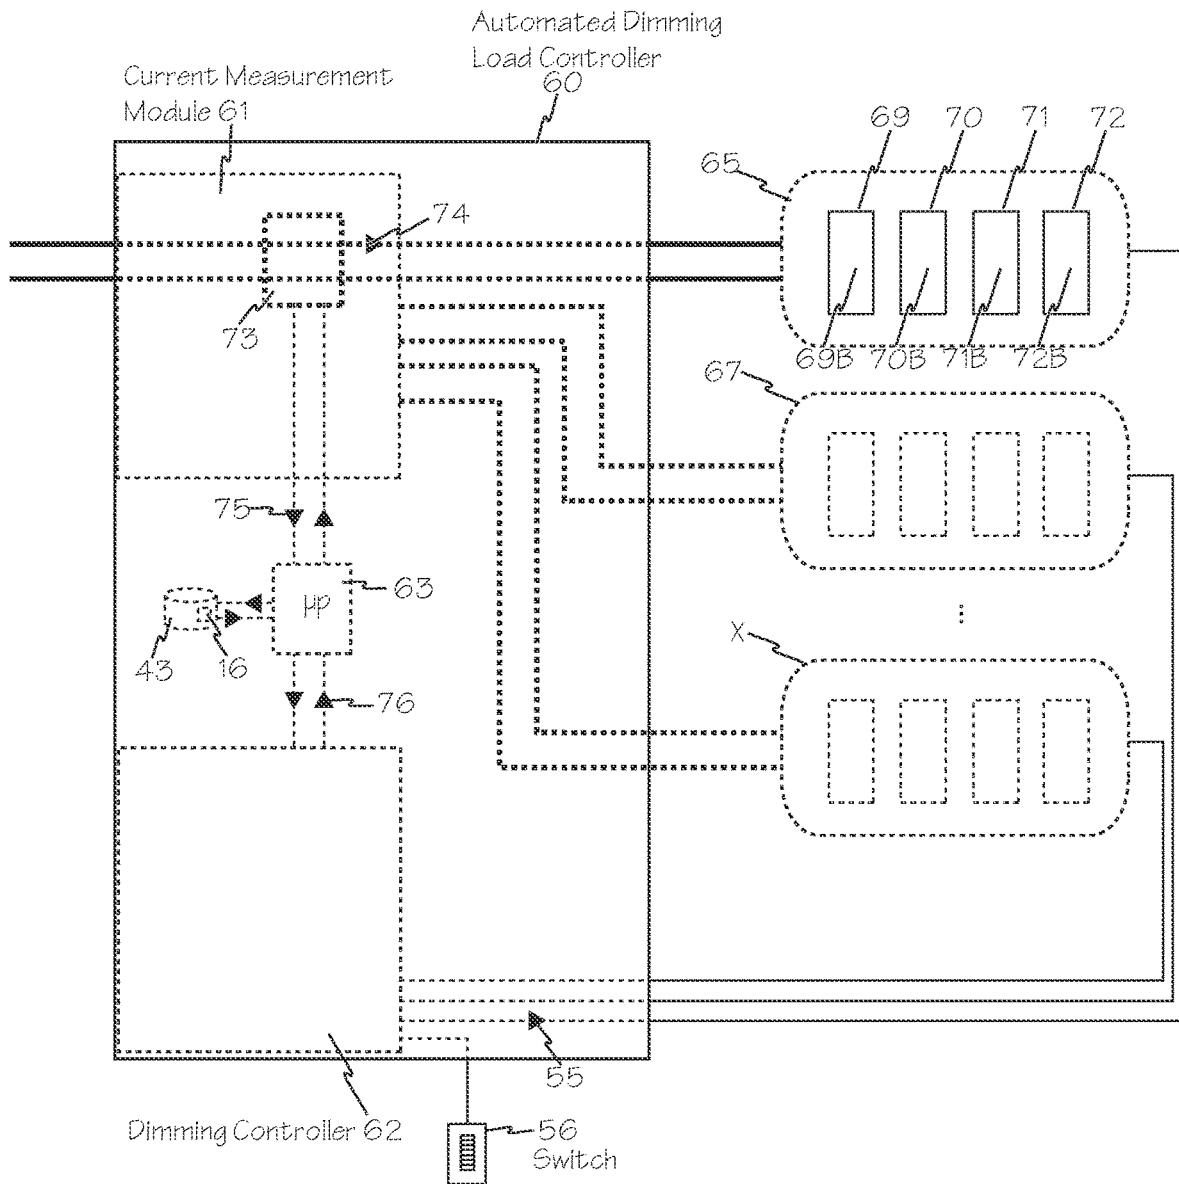 Automated Dimming
Load Controller
60
Current Measurement
Module 61
69
70
71
72
65
74
73
69B
70B
71B
72B
67
75
63
µp
43
16
X
76
55
Dimming Controller 62
56
Switch